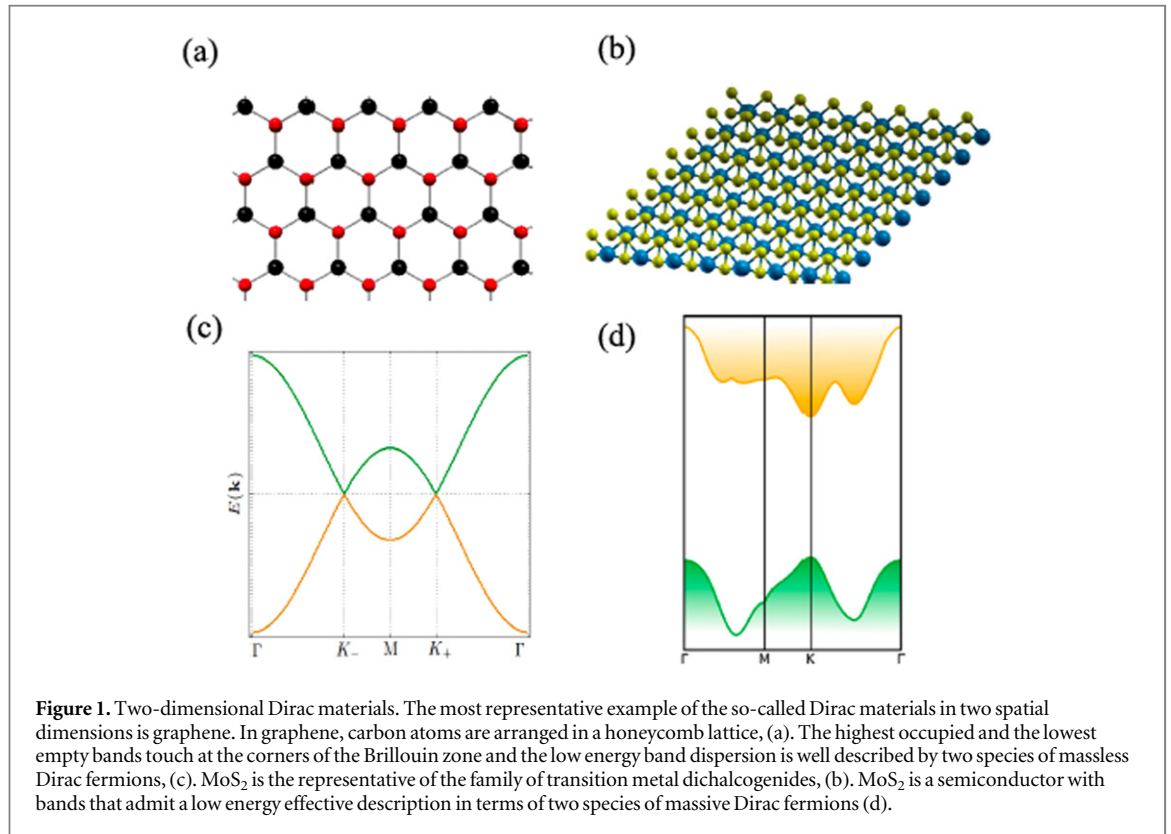 (a)
(b)
(c)
E(k)
Γ K₋ M K₊ Γ
(d)
Γ M K Γ
Figure 1. Two-dimensional Dirac materials. The most representative example of the so-called Dirac materials in two spatial
dimensions is graphene. In graphene, carbon atoms are arranged in a honeycomb lattice, (a). The highest occupied and the lowest
empty bands touch at the corners of the Brillouin zone and the low energy band dispersion is well described by two species of massless
Dirac fermions, (c). MoS₂ is the representative of the family of transition metal dichalcogenides, (b). MoS₂ is a semiconductor with
bands that admit a low energy effective description in terms of two species of massive Dirac fermions (d).